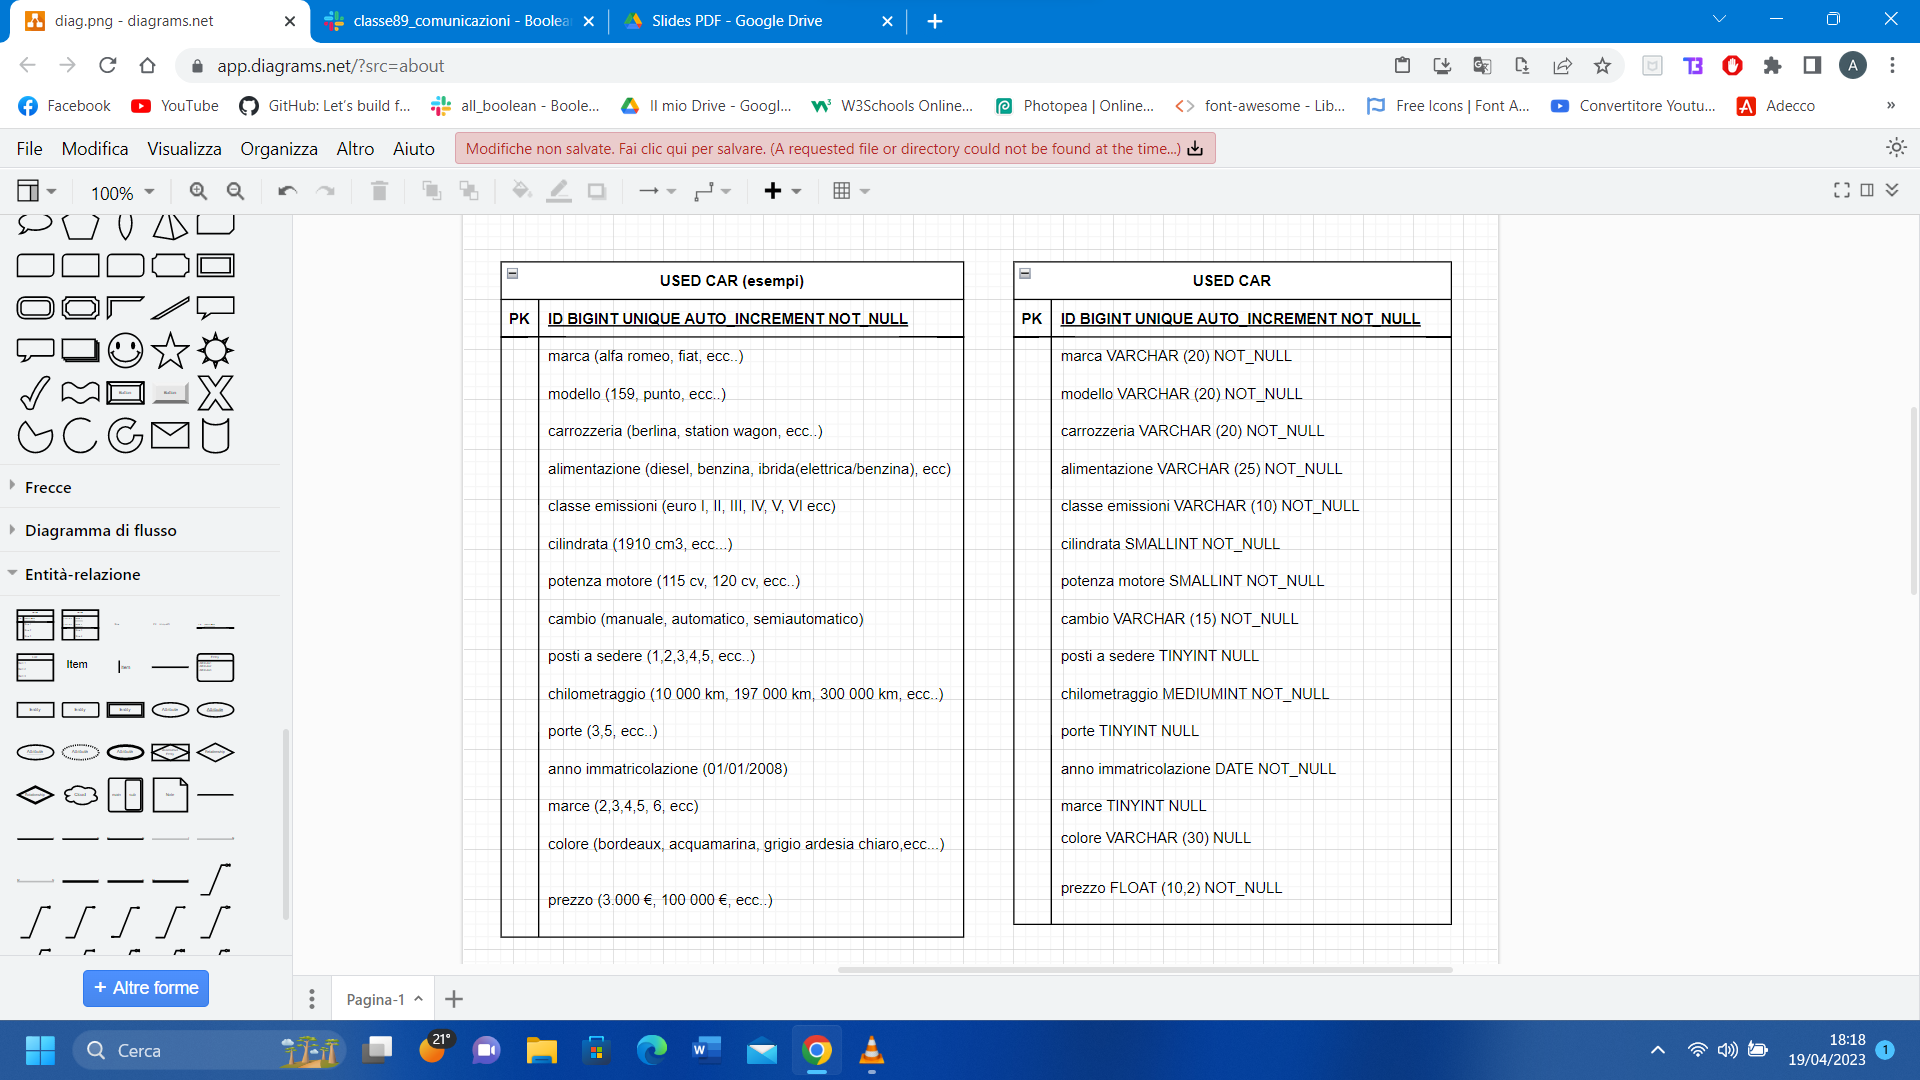 diag.png - diagrams.net
classe89_comunicazioni - Boolea
Slides PDF - Google Drive
app.diagrams.net/?src=about
A
Facebook
YouTube
GitHub: Let's build f...
all_boolean - Boole...
Il mio Drive - Googl...
W3Schools Online...
Photopea | Online...
font-awesome - Lib...
Free Icons | Font A...
Convertitore Youtu...
Adecco
»
File Modifica Visualizza Organizza Altro Aiuto
Modifiche non salvate. Fai clic qui per salvare. (A requested file or directory could not be found at the time...)
100%
Button
Button
Frecce
Diagramma di flusso
Entità-relazione
Item
+ Altre forme
USED CAR (esempi)
PK ID BIGINT UNIQUE AUTO_INCREMENT NOT_NULL
marca (alfa romeo, fiat, ecc..)
modello (159, punto, ecc..)
carrozzeria (berlina, station wagon, ecc..)
alimentazione (diesel, benzina, ibrida(elettrica/benzina), ecc)
classe emissioni (euro I, II, III, IV, V, VI ecc)
cilindrata (1910 cm3, ecc...)
potenza motore (115 cv, 120 cv, ecc..)
cambio (manuale, automatico, semiautomatico)
posti a sedere (1,2,3,4,5, ecc..)
chilometraggio (10 000 km, 197 000 km, 300 000 km, ecc..)
porte (3,5, ecc..)
anno immatricolazione (01/01/2008)
marce (2,3,4,5, 6, ecc)
colore (bordeaux, acquamarina, grigio ardesia chiaro,ecc...)
prezzo (3.000 €, 100 000 €, ecc..)
USED CAR
PK ID BIGINT UNIQUE AUTO_INCREMENT NOT_NULL
marca VARCHAR (20) NOT_NULL
modello VARCHAR (20) NOT_NULL
carrozzeria VARCHAR (20) NOT_NULL
alimentazione VARCHAR (25) NOT_NULL
classe emissioni VARCHAR (10) NOT_NULL
cilindrata SMALLINT NOT_NULL
potenza motore SMALLINT NOT_NULL
cambio VARCHAR (15) NOT_NULL
posti a sedere TINYINT NULL
chilometraggio MEDIUMINT NOT_NULL
porte TINYINT NULL
anno immatricolazione DATE NOT_NULL
marce TINYINT NULL
colore VARCHAR (30) NULL
prezzo FLOAT (10,2) NOT_NULL
Pagina-1
Cerca
21°
18:18
19/04/2023
1